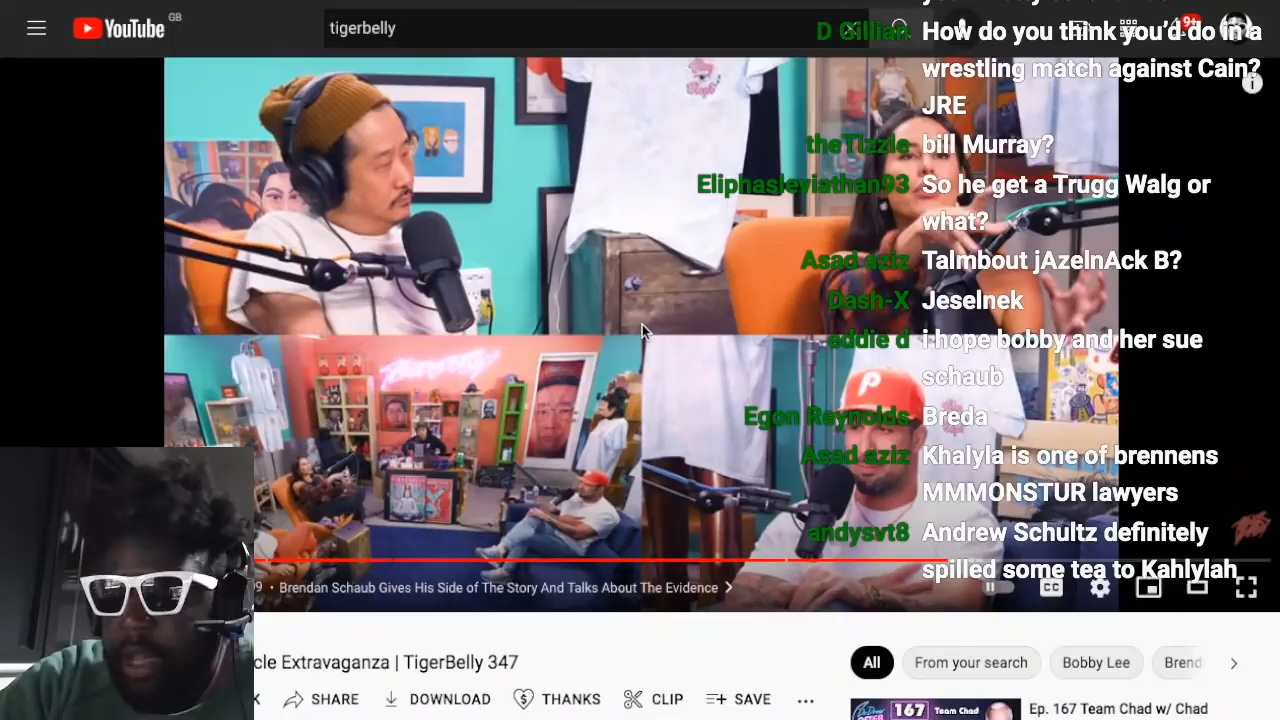 YouTube GB
tigerbelly
9+
D Gillian How do you think you'd do in a
wrestling match against Cain?
JRE
theTizzle bill Murray?
Eliphasleviathan93 So he get a Trugg Walg or
what?
Asad aziz Talmbout jAzelnAck B?
Dash-X Jeselnek
eddie d i hope bobby and her sue
schaub
Egon Reynolds Breda
Asad aziz Khalyla is one of brennens
MMMONSTUR lawyers
andysvt8 Andrew Schultz definitely
spilled some tea to Kahlylah
P
9 • Brendan Schaub Gives His Side of The Story And Talks About The Evidence
CC
cle Extravaganza | TigerBelly 347
All From your search Bobby Lee Brend
K SHARE DOWNLOAD THANKS CLIP SAVE
167 Team Chad
Ep. 167 Team Chad w/ Chad